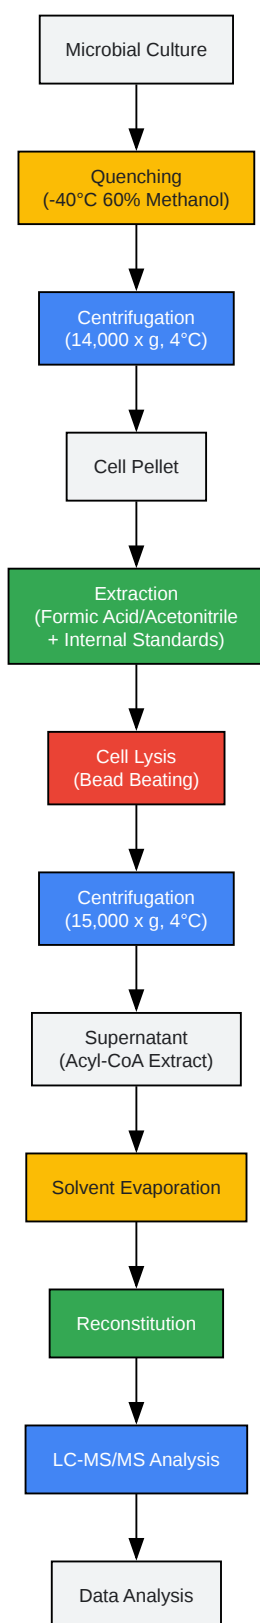 Microbial Culture
Quenching
(-40°C 60% Methanol)
Centrifugation
(14,000 x g, 4°C)
Cell Pellet
Extraction
(Formic Acid/Acetonitrile
+ Internal Standards)
Cell Lysis
(Bead Beating)
Centrifugation
(15,000 x g, 4°C)
Supernatant
(Acyl-CoA Extract)
Solvent Evaporation
Reconstitution
LC-MS/MS Analysis
Data Analysis